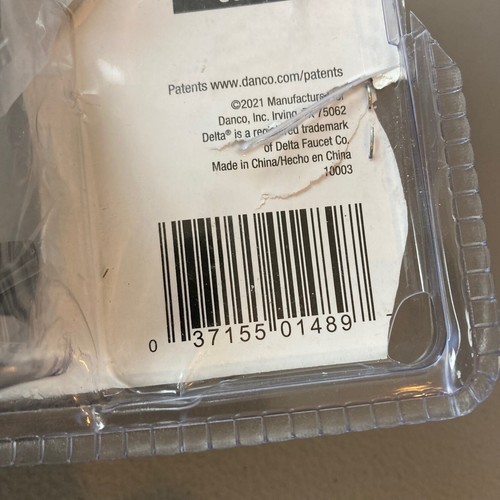 Patents www.danco.com/patents
©2021 Manufactured for
Danco, Inc. Irving, TX 75062
Delta® is a registered trademark
of Delta Faucet Co.
Made in China/Hecho en China
10003
0 37155 01489